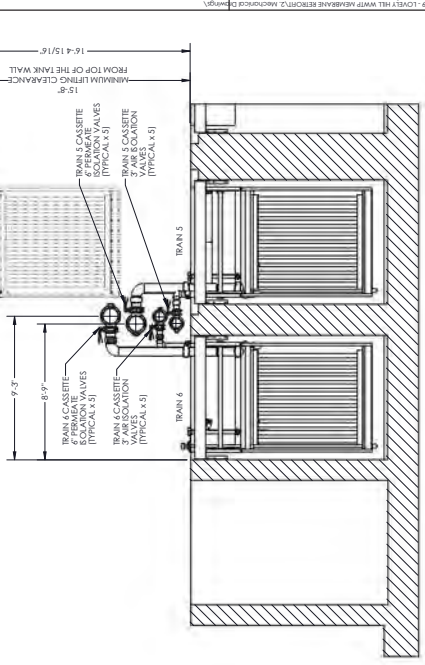 9 - LOVELY HILL WWTP MEMBRANE RETROFIT\2. Mechanical Drawings\
16'-4 15/16"
15'-8"
MINIMUM LIFTING CLEARANCE
FROM TOP OF THE TANK WALL
TRAIN 5 CASSETTE
6" PERMEATE
ISOLATION VALVES
(TYPICAL x 5)
TRAIN 5 CASSETTE
3" AIR ISOLATION
VALVES
(TYPICAL x 5)
TRAIN 5
9'-3"
8'-9"
TRAIN 6 CASSETTE
6" PERMEATE
ISOLATION VALVES
(TYPICAL x 5)
TRAIN 6 CASSETTE
3" AIR ISOLATION
VALVES
(TYPICAL x 5)
TRAIN 6